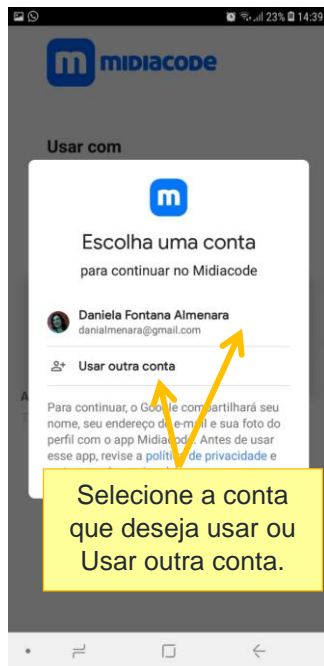 23% 14:39
m MIDIACODE
Usar com
m
Escolha uma conta
para continuar no Midiacode
Daniela Fontana Almenara
danialmenara@gmail.com
Usar outra conta
Para continuar, o Google compartilhará seu
nome, seu endereço de e-mail e sua foto do
perfil com o app Midiacode. Antes de usar
esse app, revise a política de privacidade e
Selecione a conta
que deseja usar ou
Usar outra conta.